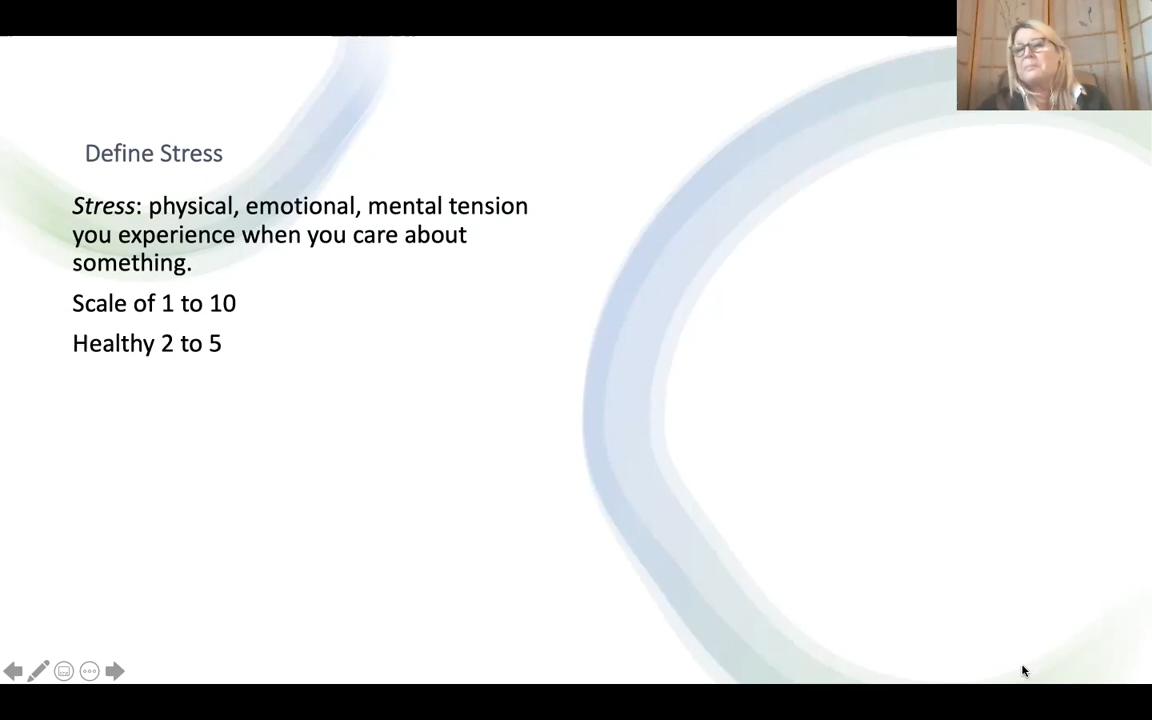 Define Stress
Stress: physical, emotional, mental tension
you experience when you care about
something.
Scale of 1 to 10
Healthy 2 to 5